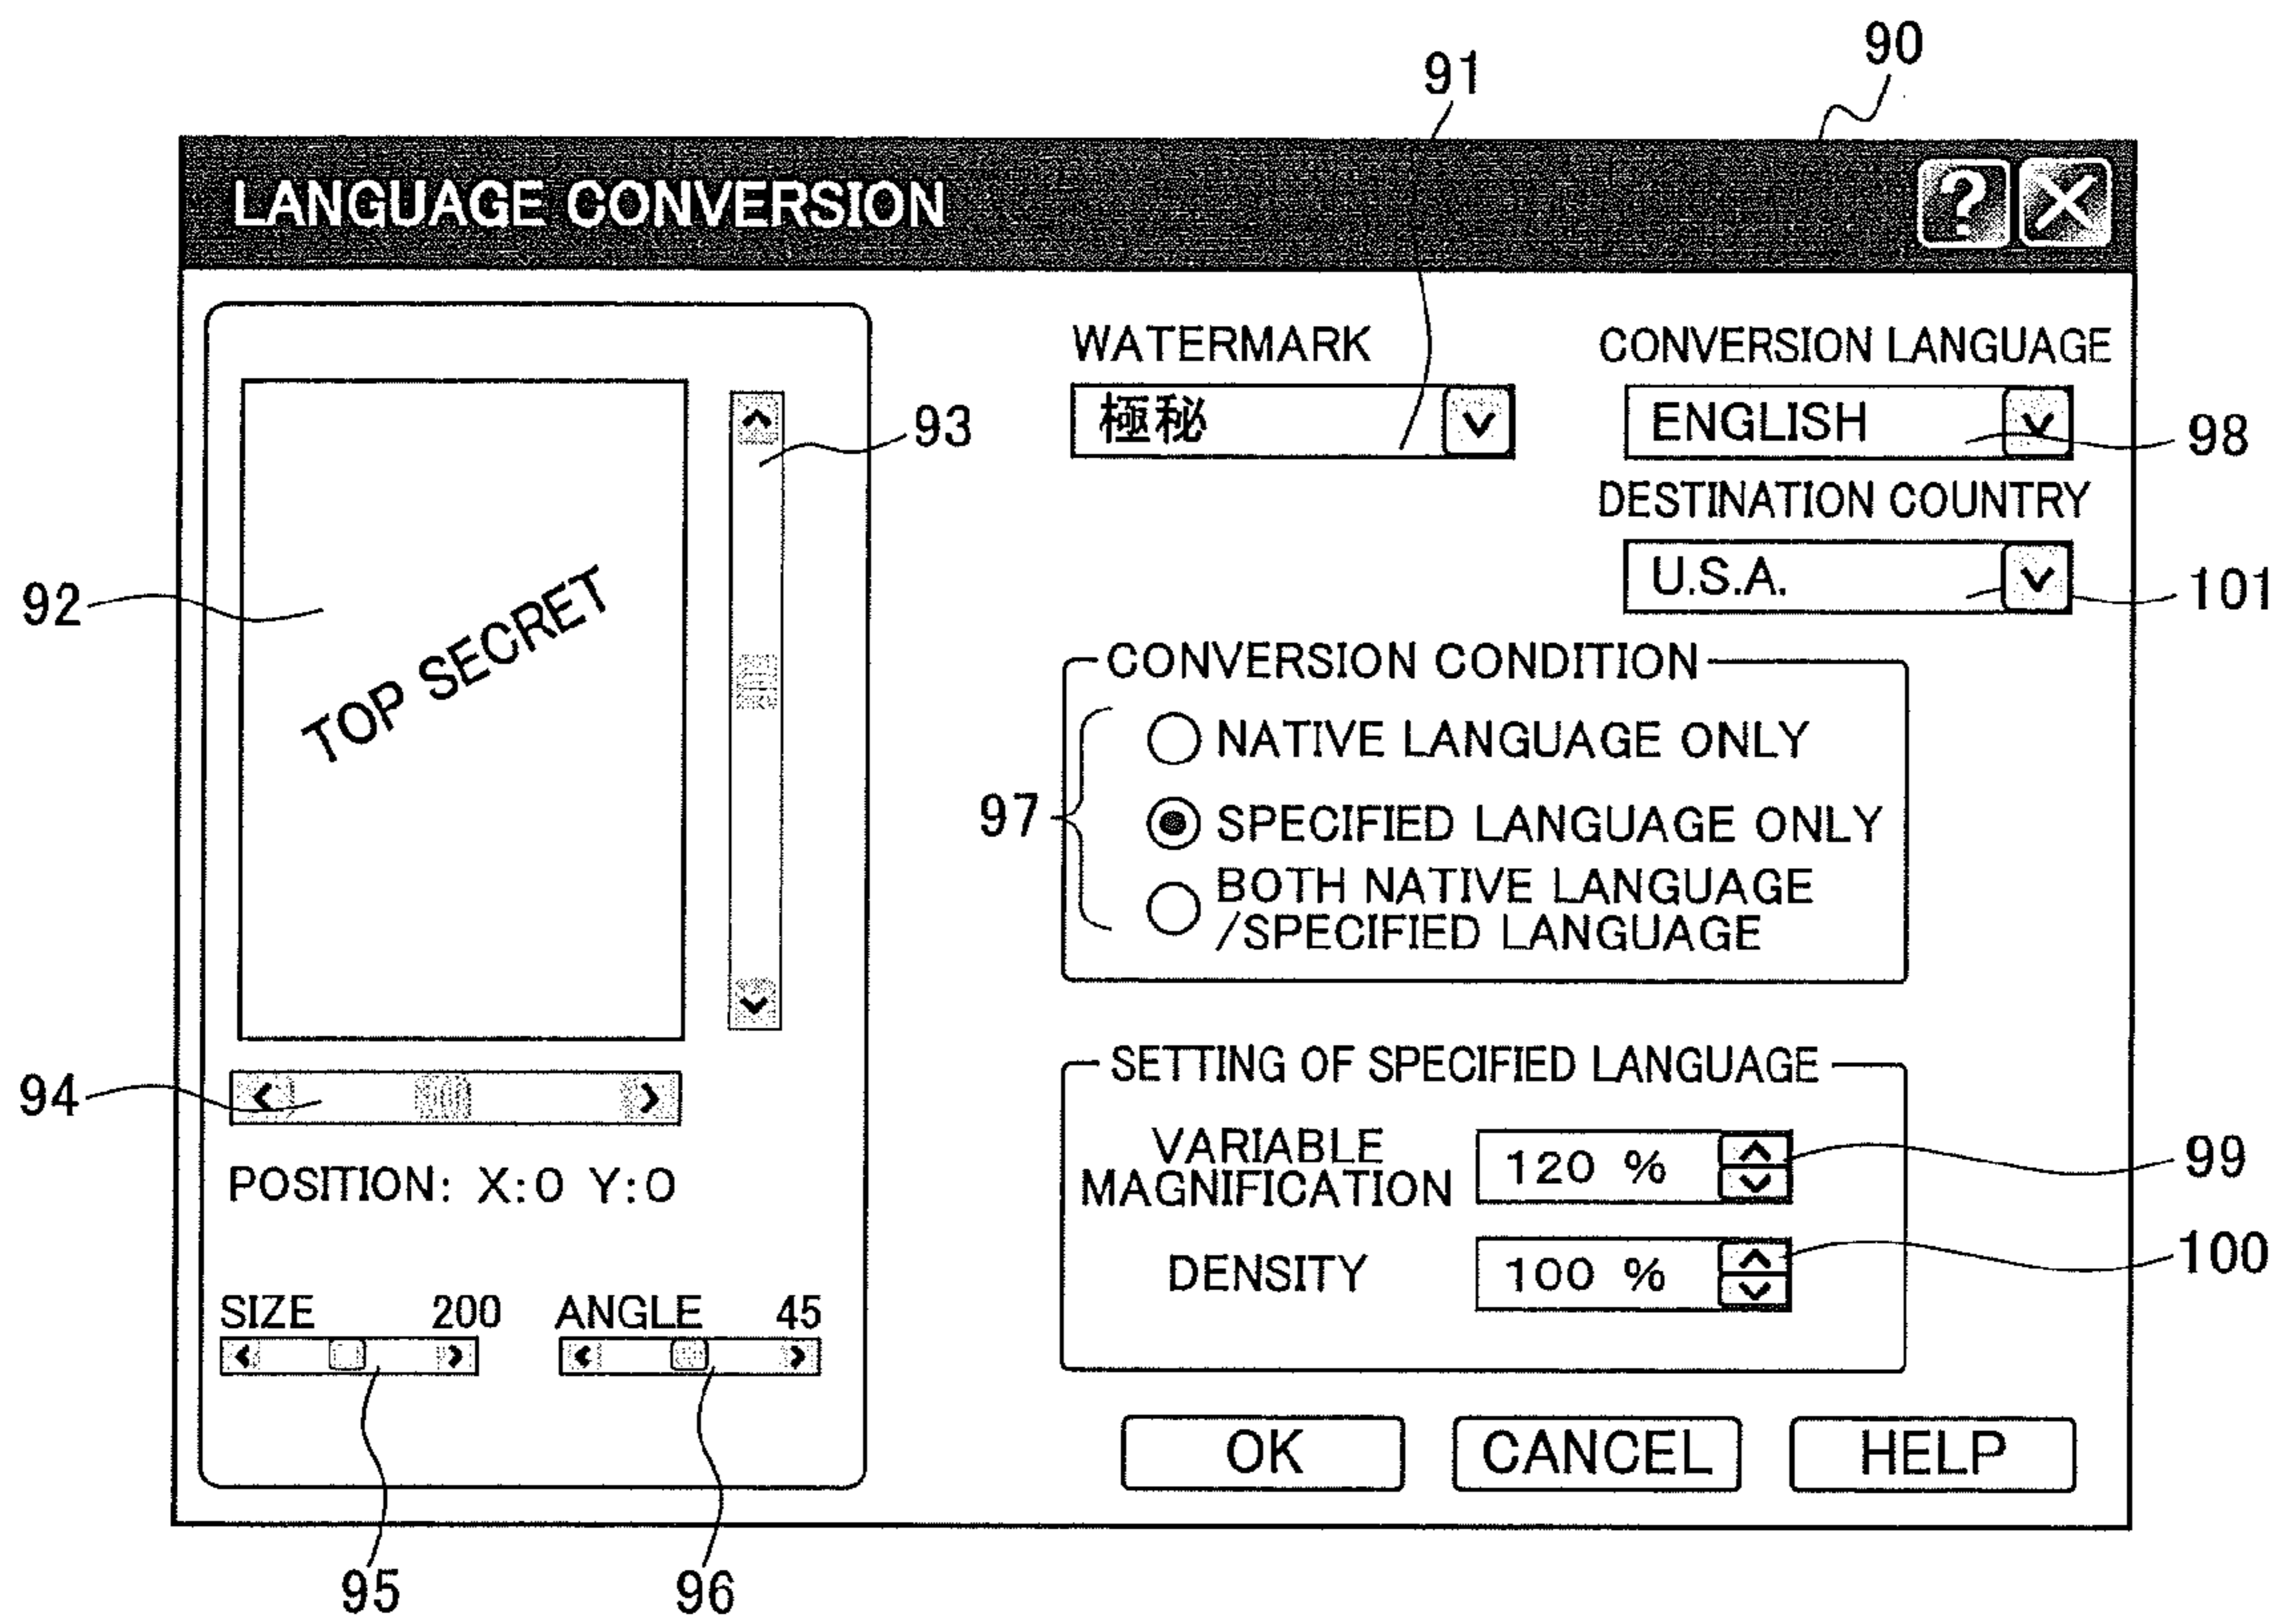 90
91
LANGUAGE CONVERSION
?
WATERMARK
CONVERSION LANGUAGE
極秘
ENGLISH
93
98
DESTINATION COUNTRY
U.S.A.
101
92
TOP SECRET
CONVERSION CONDITION
NATIVE LANGUAGE ONLY
97
SPECIFIED LANGUAGE ONLY
BOTH NATIVE LANGUAGE
/SPECIFIED LANGUAGE
94
SETTING OF SPECIFIED LANGUAGE
VARIABLE
MAGNIFICATION
120 %
99
POSITION: X:0 Y:0
DENSITY
100 %
100
SIZE 200
ANGLE 45
OK
CANCEL
HELP
95
96